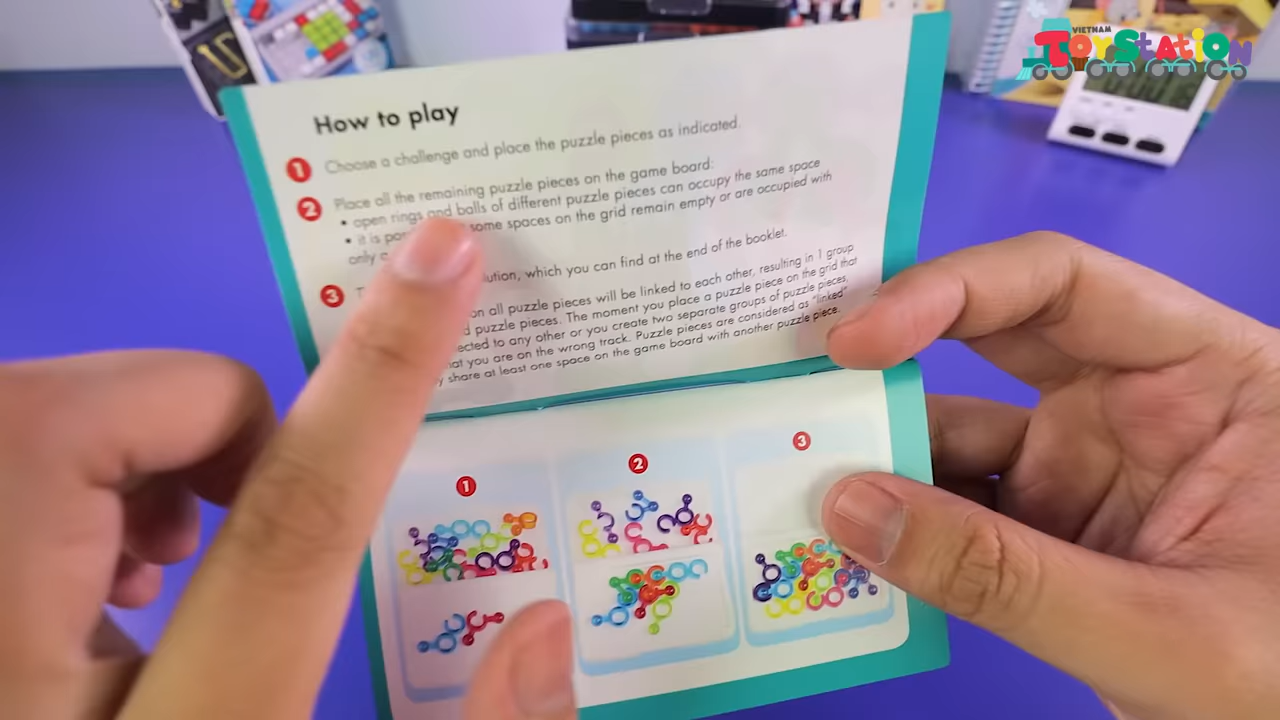 VIETNAM
TOYSTATION
How to play
1 Choose a challenge and place the puzzle pieces as indicated.
2 Place all the remaining puzzle pieces on the game board:
• open rings and balls of different puzzle pieces can occupy the same space
• it is some spaces on the grid remain empty or are occupied with
only
3
which you can find at the end of the booklet.
all puzzle pieces will be linked to each other, resulting in 1 group
puzzle pieces. The moment you place a puzzle piece on the grid that
to any other or you create two separate groups of puzzle pieces,
you are on the wrong track. Puzzle pieces are considered as "linked"
share at least one space on the game board with another puzzle piece.
1
2
3